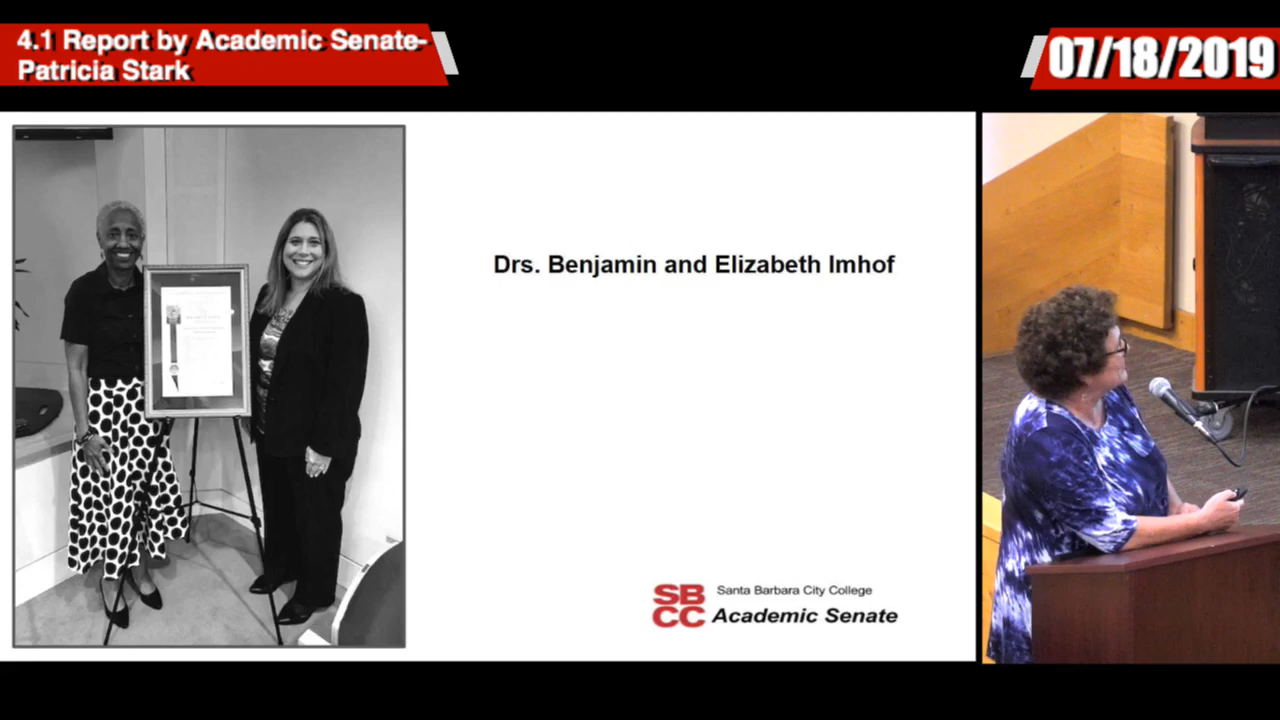 4.1 Report by Academic Senate-
Patricia Stark
07/18/2019
Drs. Benjamin and Elizabeth Imhof
SB
CC
Santa Barbara City College
Academic Senate